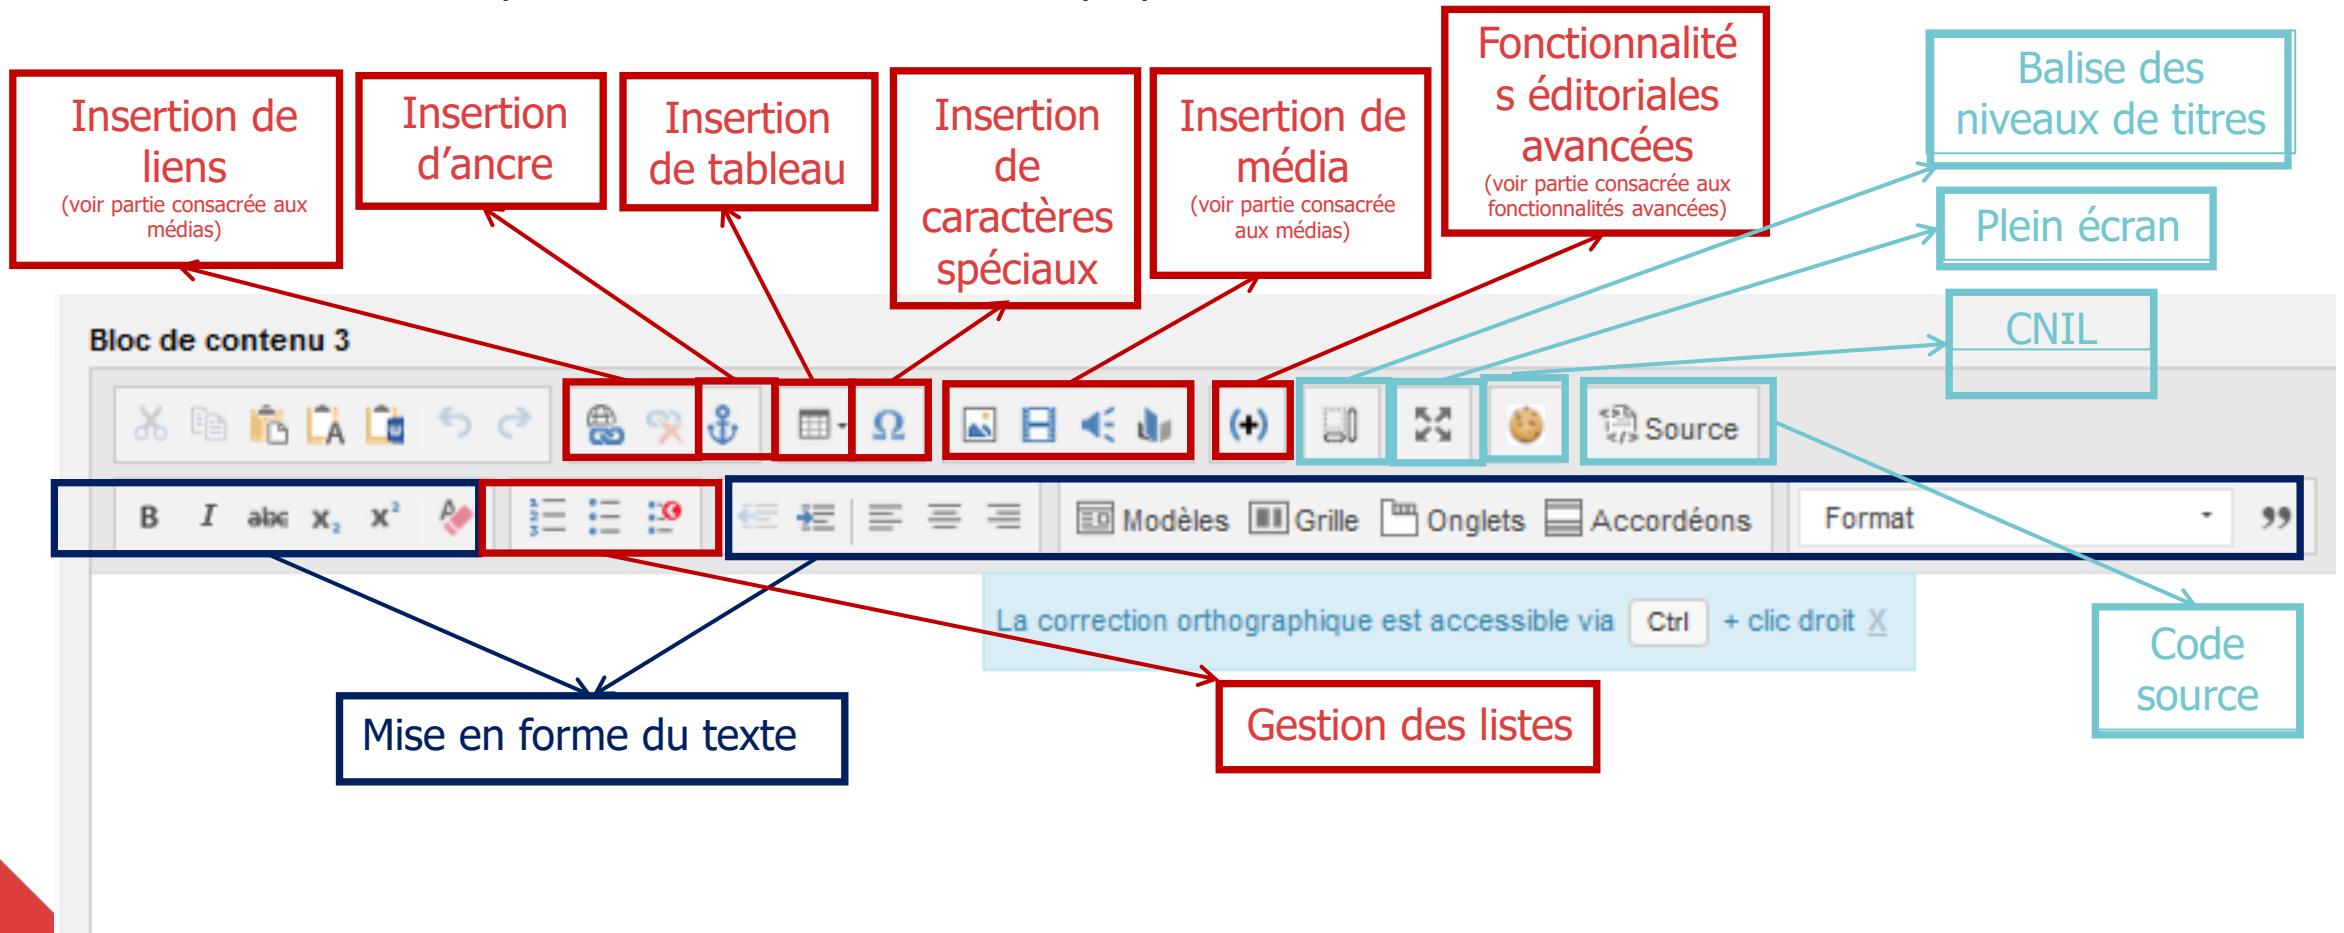 Insertion de
liens
(voir partie consacrée aux
médias)
Insertion
d’ancre
Insertion
de tableau
Insertion
de
caractères
spéciaux
Insertion de
média
(voir partie consacrée
aux médias)
Fonctionnalité
s éditoriales
avancées
(voir partie consacrée aux
fonctionnalités avancées)
Balise des
niveaux de titres
Plein écran
CNIL
Bloc de contenu 3
Source
B I abc x₂ x²
Modèles Grille Onglets Accordéons Format
La correction orthographique est accessible via Ctrl + clic droit X
Mise en forme du texte
Gestion des listes
Code
source